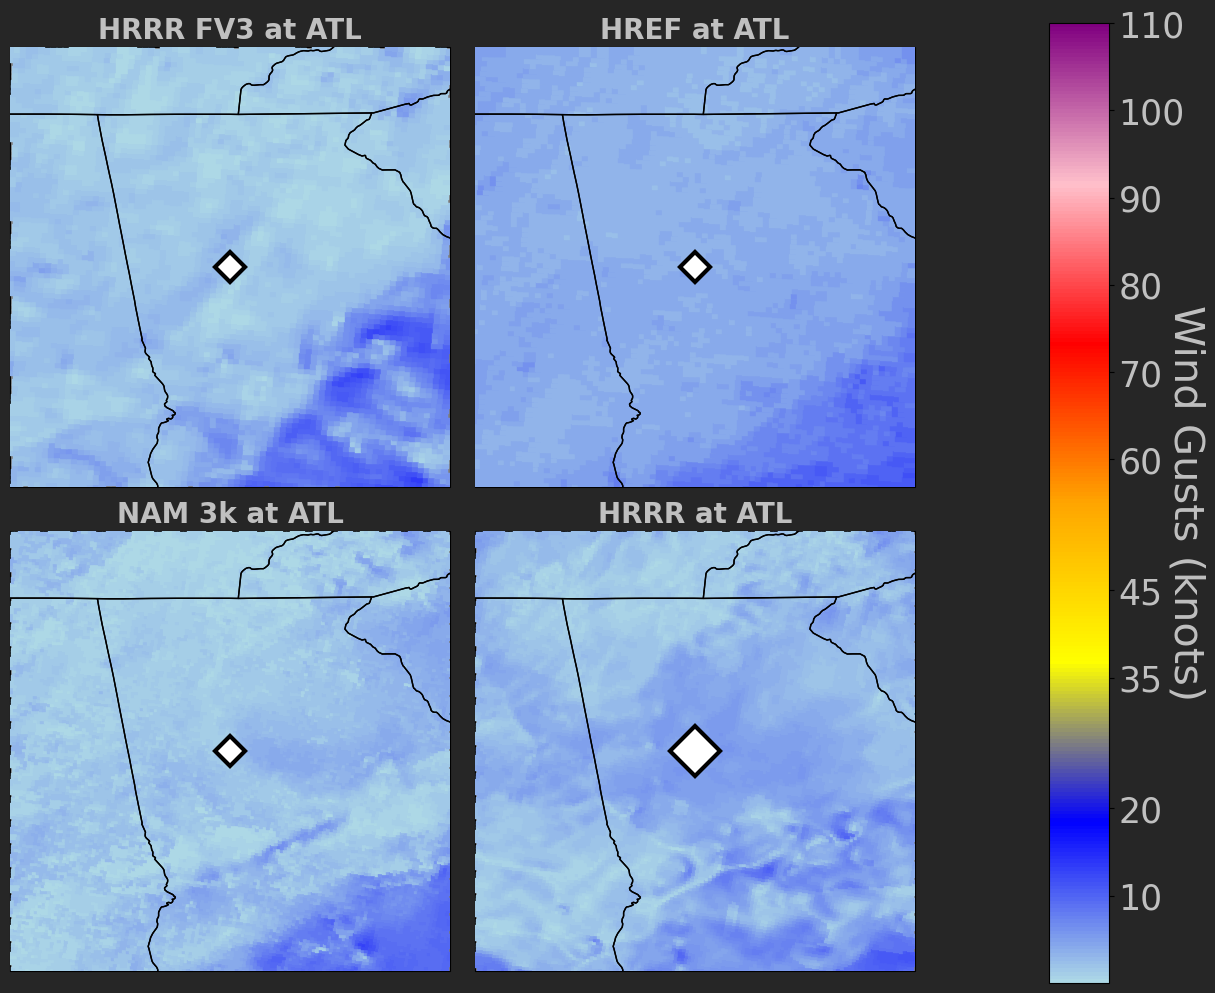 HRRR FV3 at ATL
HREF at ATL
NAM 3k at ATL
HRRR at ATL
110
100
90
80
70
60
45
35
20
10
Wind Gusts (knots)